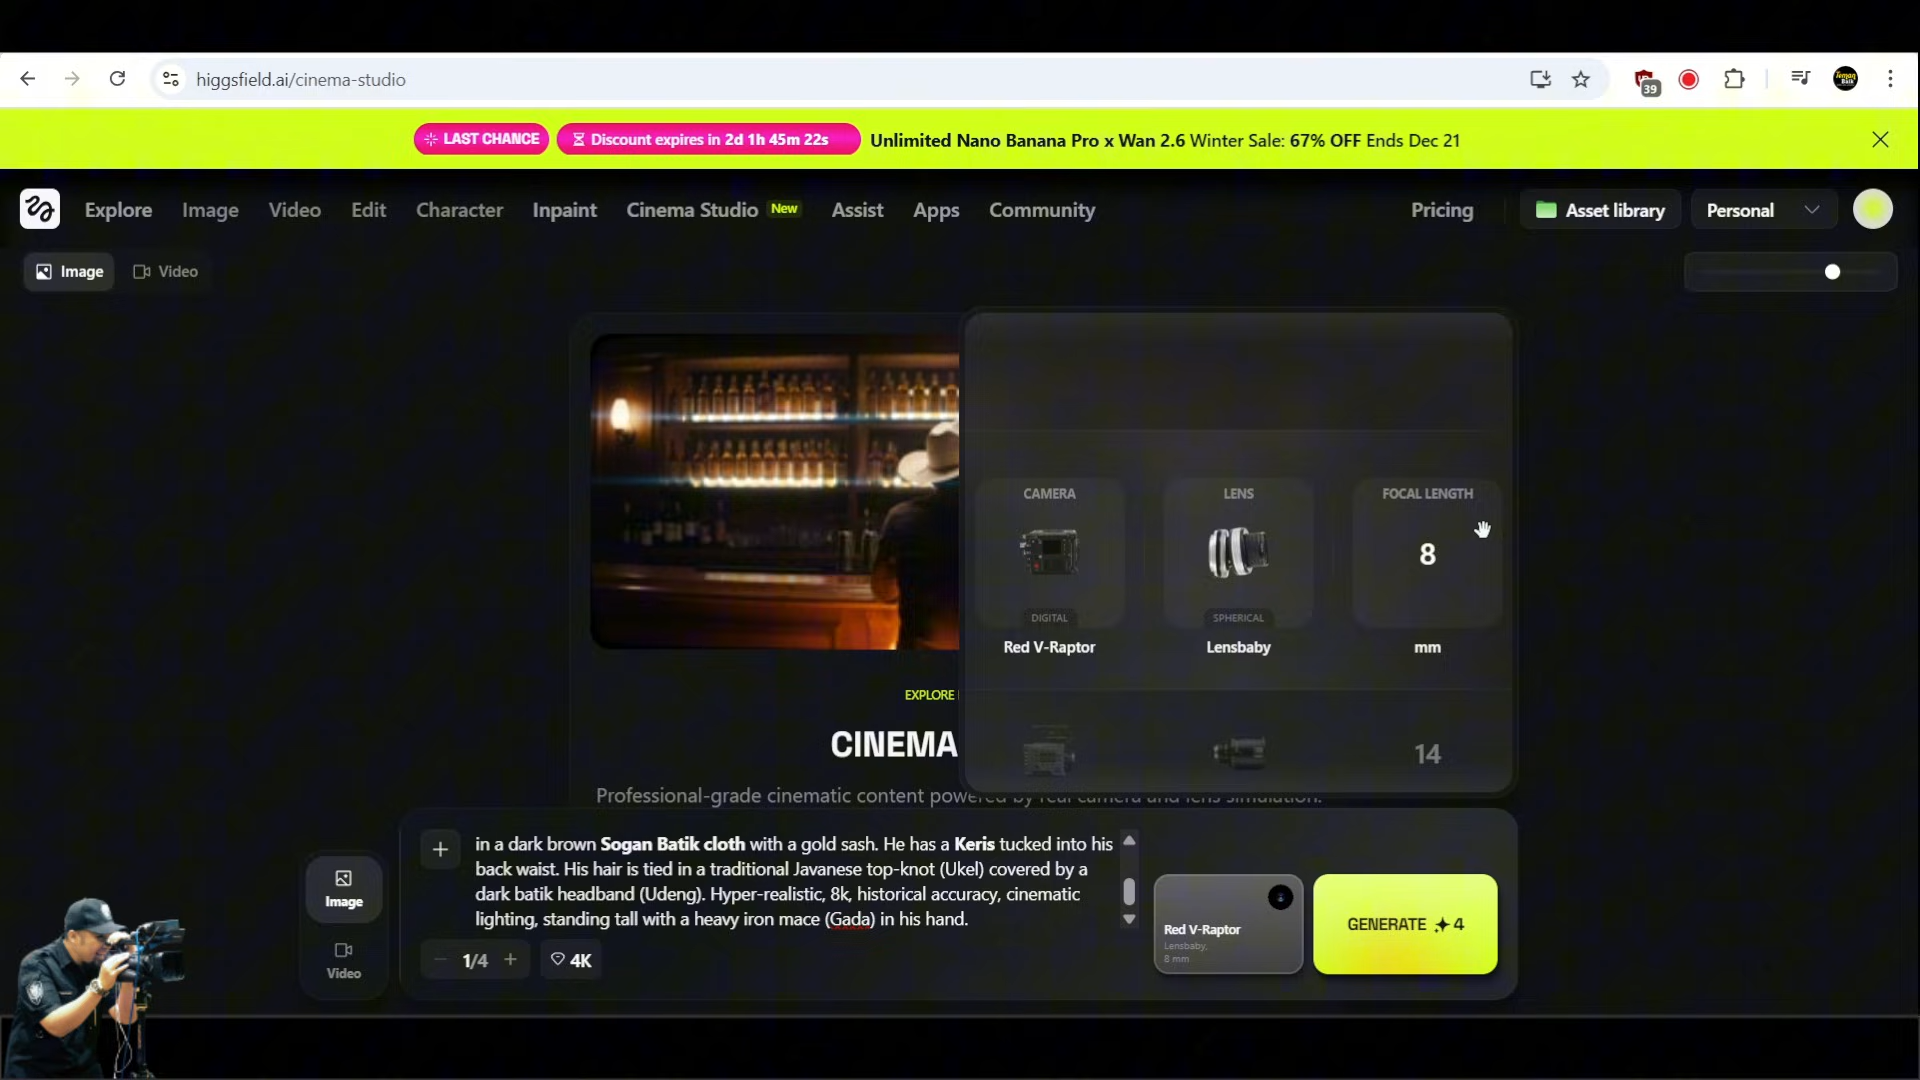 higgsfield.ai/cinema-studio
39
LAST CHANCE Discount expires in 2d 1h 45m 22s Unlimited Nano Banana Pro x Wan 2.6 Winter Sale: 67% OFF Ends Dec 21
Explore Image Video Edit Character Inpaint Cinema Studio New Assist Apps Community Pricing Asset library Personal
Image Video
CAMERA LENS FOCAL LENGTH
8
DIGITAL SPHERICAL
Red V-Raptor Lensbaby mm
EXPLORE
CINEMA
14
Professional-grade cinematic content powered by real camera and lens simulation.
in a dark brown Sogan Batik cloth with a gold sash. He has a Keris tucked into his
back waist. His hair is tied in a traditional Javanese top-knot (Ukel) covered by a
dark batik headband (Udeng). Hyper-realistic, 8k, historical accuracy, cinematic
lighting, standing tall with a heavy iron mace (Gada) in his hand.
Image
Video
1/4 4K
Red V-Raptor
Lensbaby,
8 mm
GENERATE 4